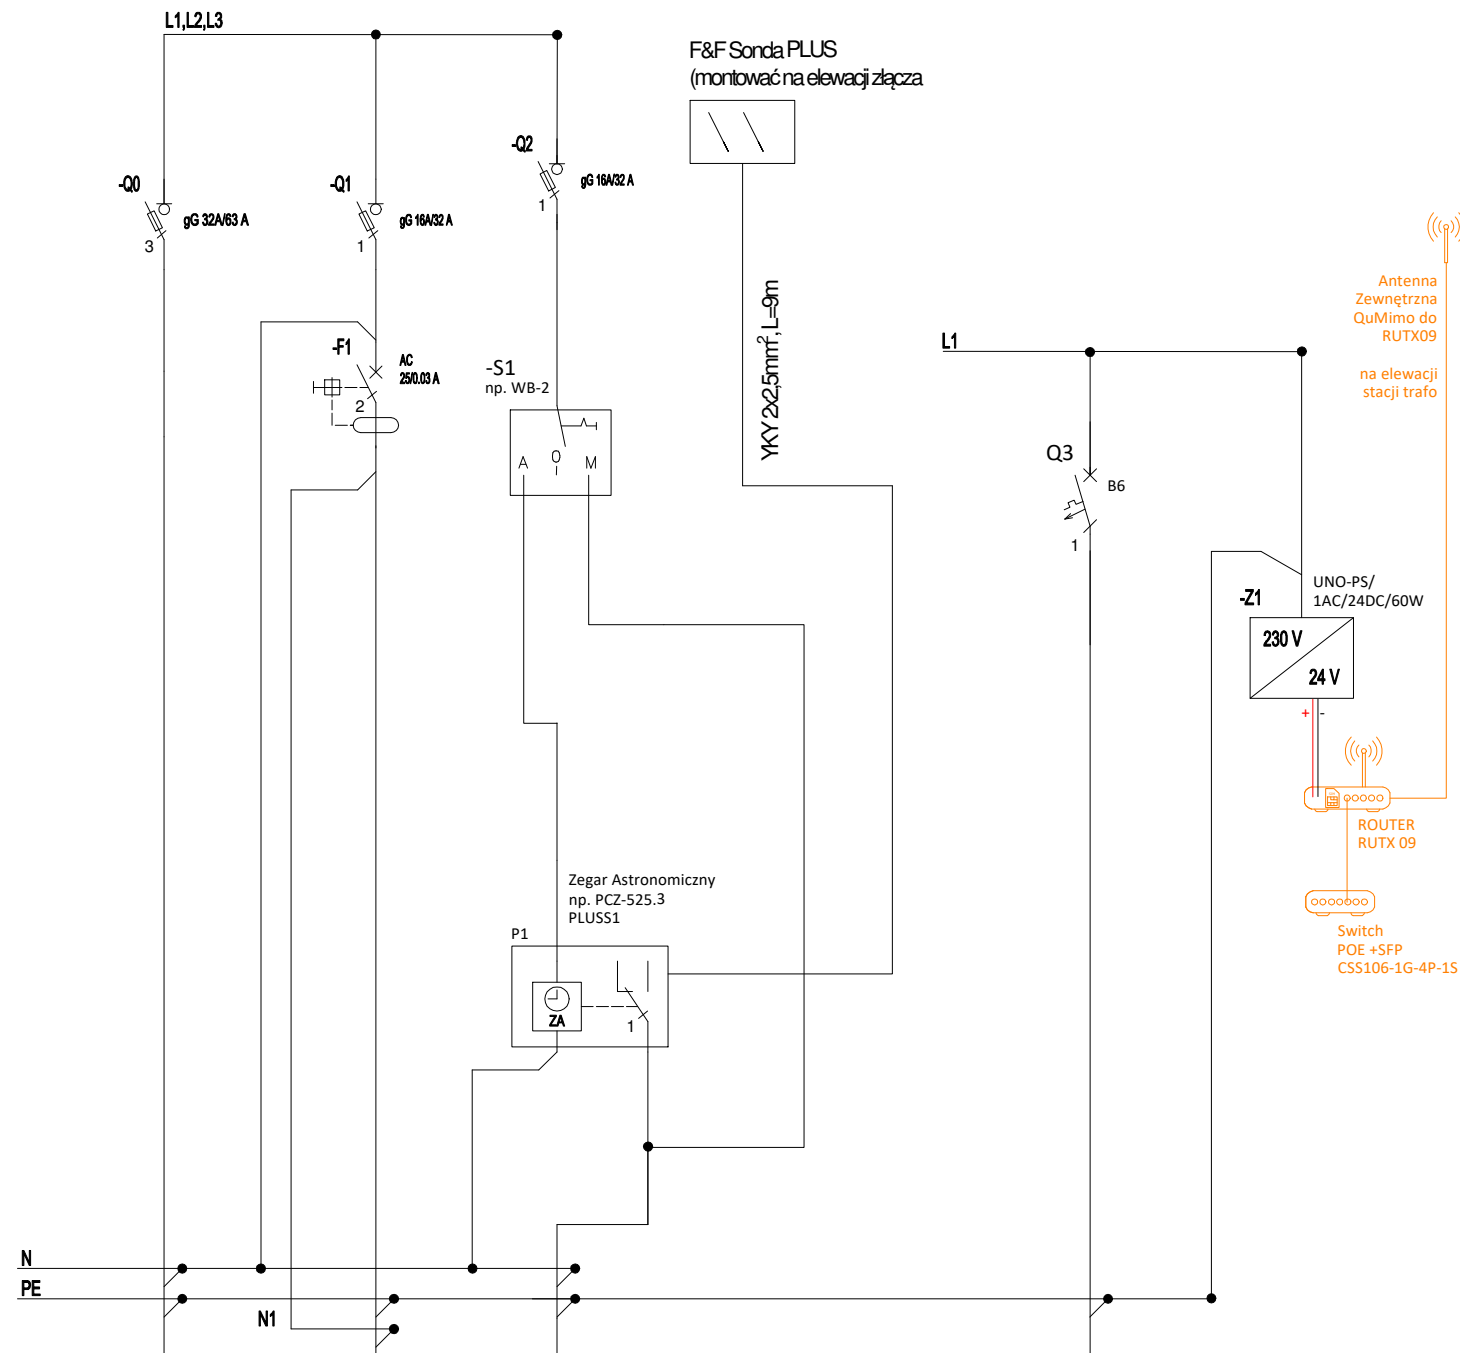 L1,L2,L3
F&F Sonda PLUS
(montować na elewacji złącza
-Q2
gG 16A/32 A
1
-Q0
gG 32A/63 A
3
-Q1
gG 16A/32 A
1
Antenna
Zewnętrzna
QuMimo do
RUTX09
na elewacji
stacji trafo
YKY 2x2,5mm², L=9m
L1
-F1
AC
25/0.03 A
2
-S1
np. WB-2
A
0
M
Q3
B6
1
UNO-PS/
1AC/24DC/60W
-Z1
230 V
24 V
+
-
ROUTER
RUTX 09
Zegar Astronomiczny
np. PCZ-525.3
PLUSS1
P1
ZA
1
Switch
POE +SFP
CSS106-1G-4P-1S
N
PE
N1